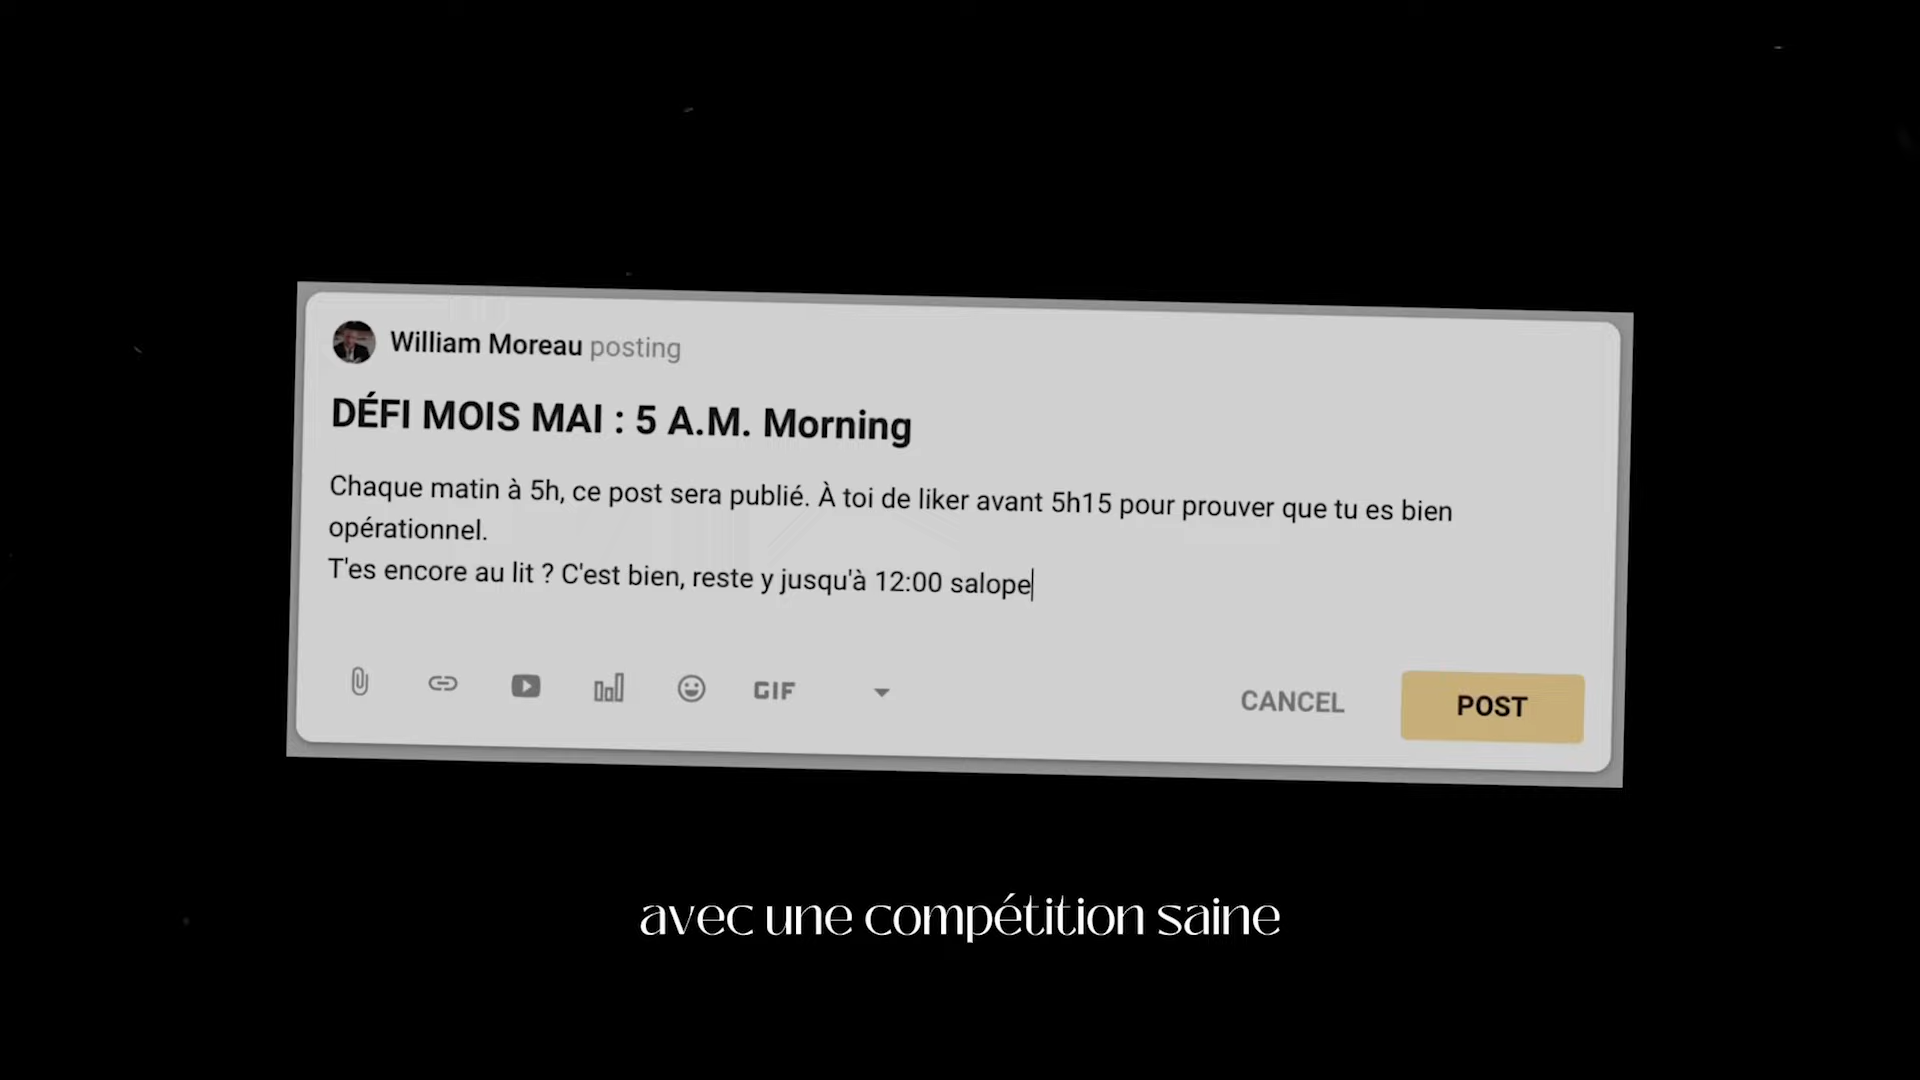 William Moreau posting
DÉFI MOIS MAI : 5 A.M. Morning
Chaque matin à 5h, ce post sera publié. À toi de liker avant 5h15 pour prouver que tu es bien
opérationnel.
T'es encore au lit ? C'est bien, reste y jusqu'à 12:00 salope
GIF
CANCEL
POST
avec une compétition saine